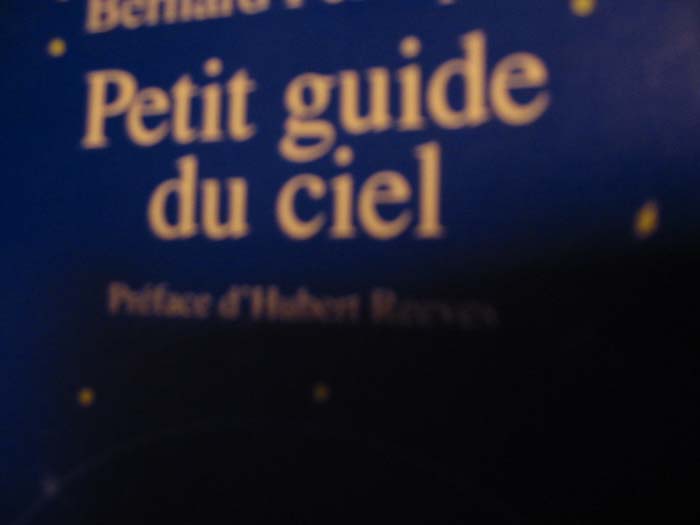 Bernard
Petit guide
du ciel
Préface d'Hubert Reeves